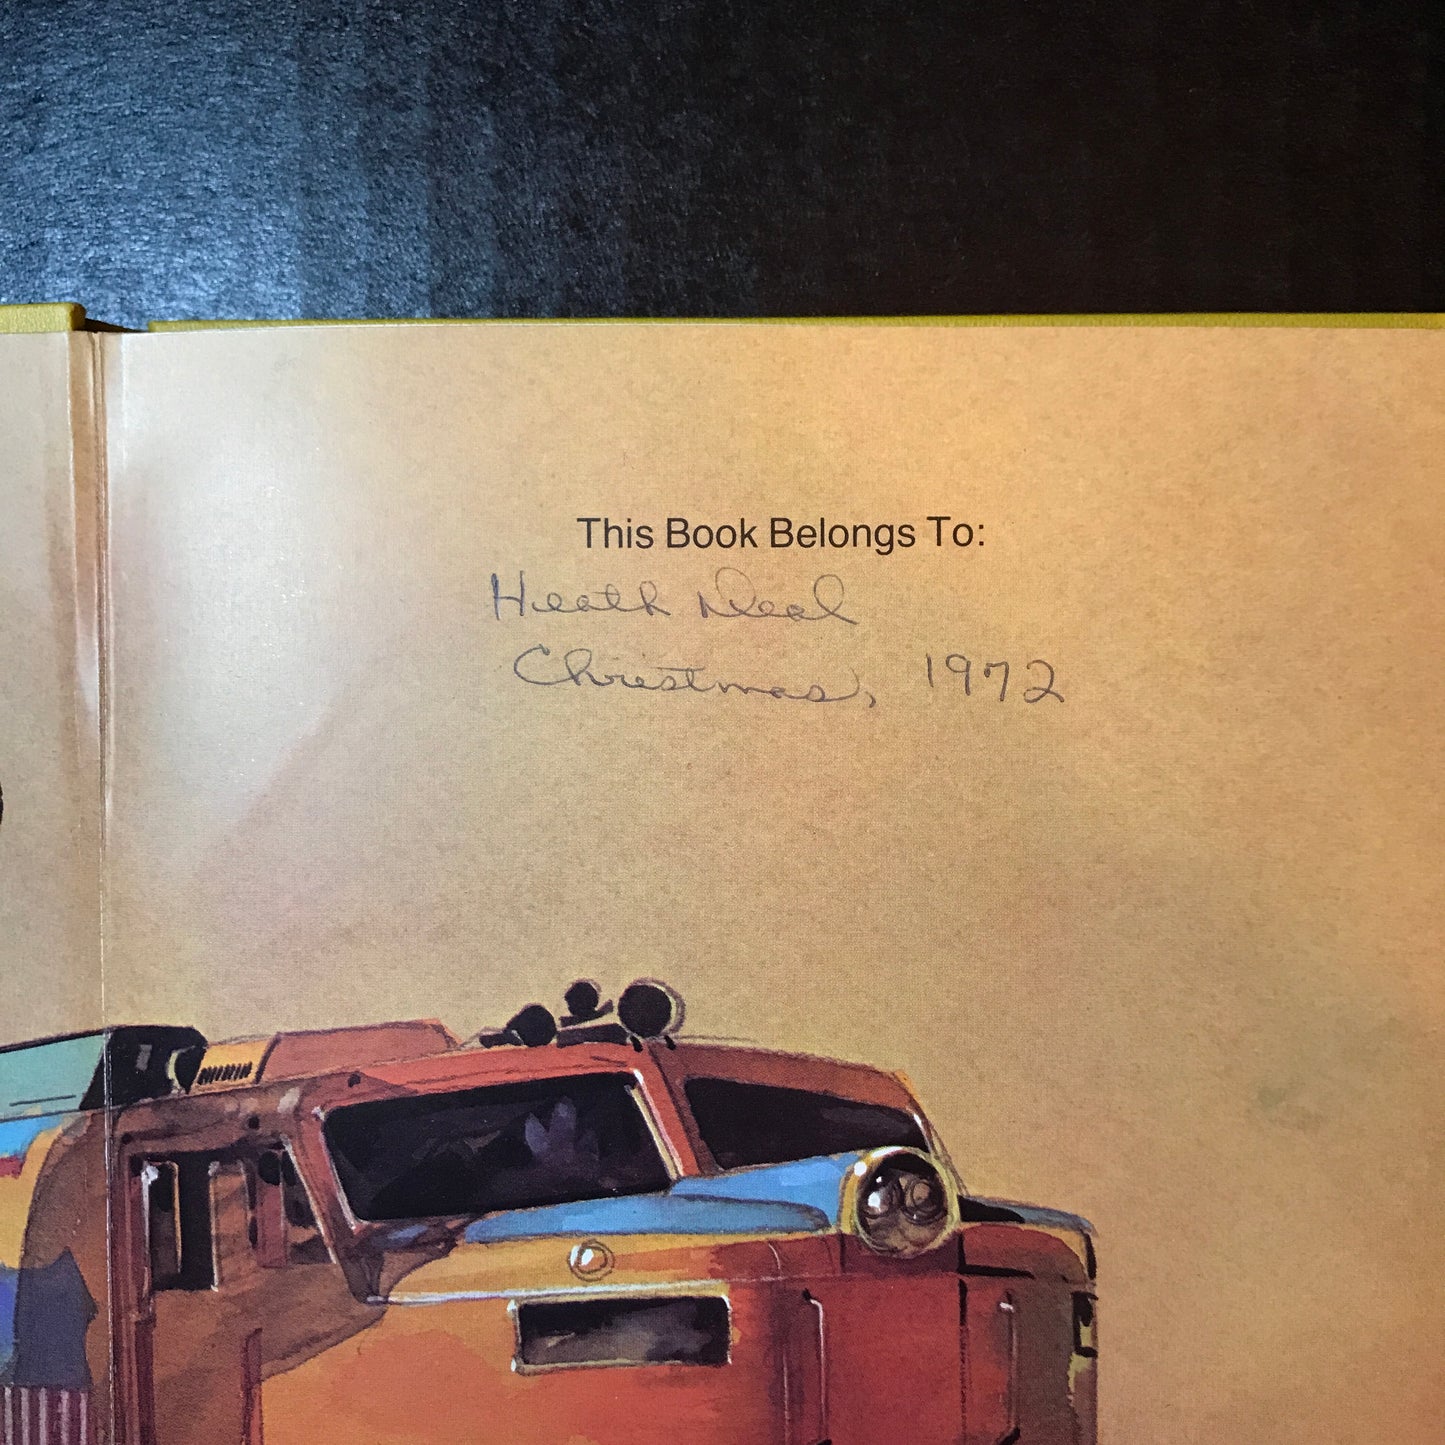 This Book Belongs To:
Heath Neal
Christmas, 1972